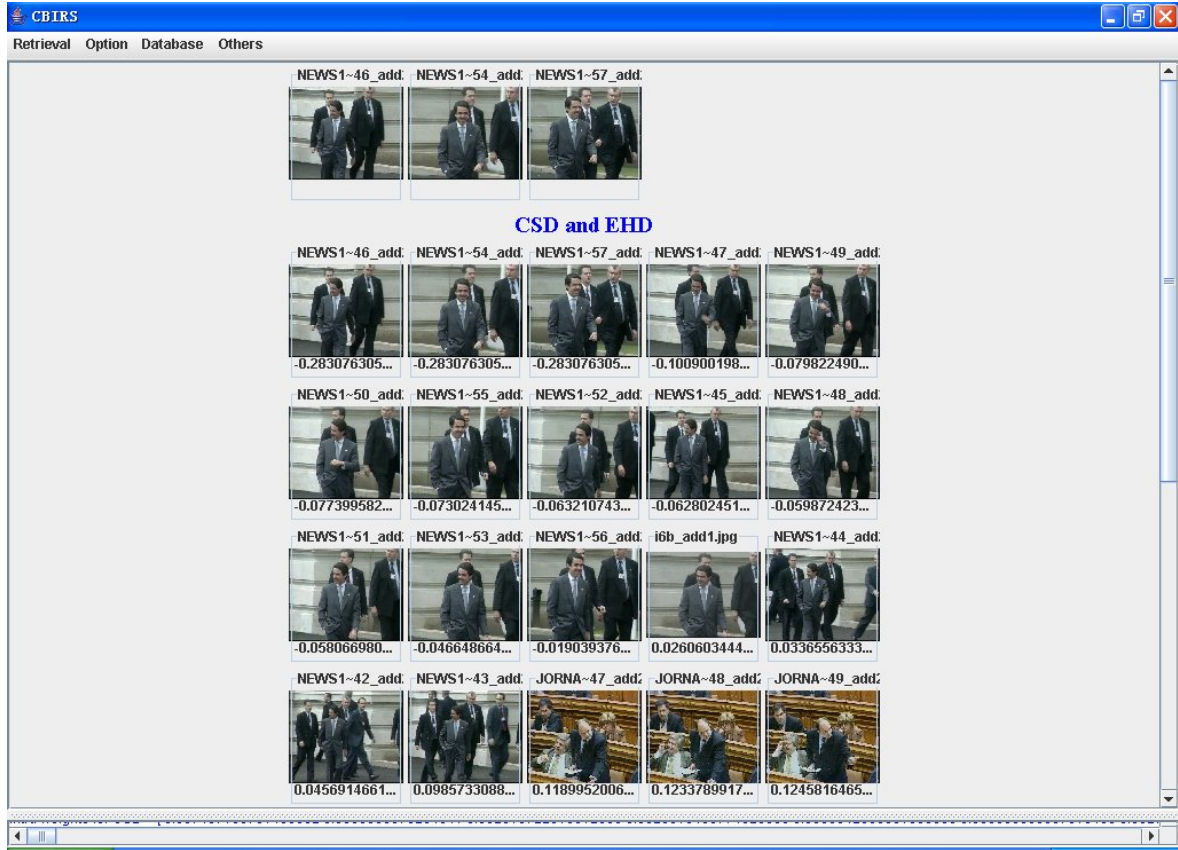 CBIRS
Retrieval Option Database Others
NEWS1~46_add: NEWS1~54_add: NEWS1~57_add:
CSD and EHD
NEWS1~46_add: NEWS1~54_add: NEWS1~57_add: NEWS1~47_add: NEWS1~49_add:
-0.283076305... -0.283076305... -0.283076305... -0.100900198... -0.079822490...
NEWS1~50_add: NEWS1~55_add: NEWS1~52_add: NEWS1~45_add: NEWS1~48_add:
-0.077399582... -0.073024145... -0.063210743... -0.062802451... -0.059872423...
NEWS1~51_add: NEWS1~53_add: NEWS1~56_add: i6b_add1.jpg NEWS1~44_add:
-0.058066980... -0.046648664... -0.019039376... 0.0260603444... 0.0336556333...
NEWS1~42_add: NEWS1~43_add: JORNA~47_add2 JORNA~48_add2 JORNA~49_add2
0.0456914661... 0.0985733088... 0.1189952006... 0.1233789917... 0.1245816465...